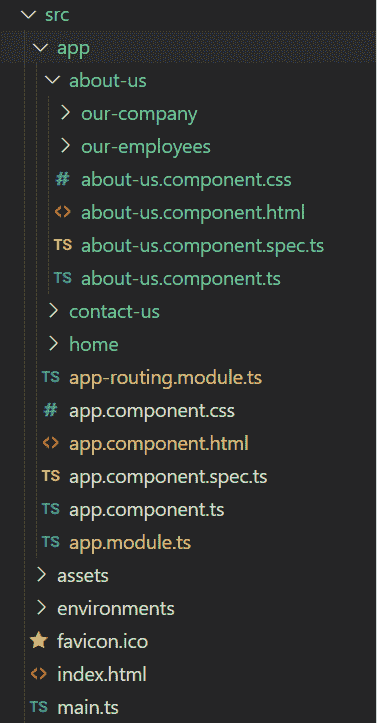 src
app
about-us
our-company
our-employees
# about-us.component.css
<> about-us.component.html
TS about-us.component.spec.ts
TS about-us.component.ts
contact-us
home
TS app-routing.module.ts
# app.component.css
<> app.component.html
TS app.component.spec.ts
TS app.component.ts
TS app.module.ts
assets
environments
favicon.ico
<> index.html
TS main.ts